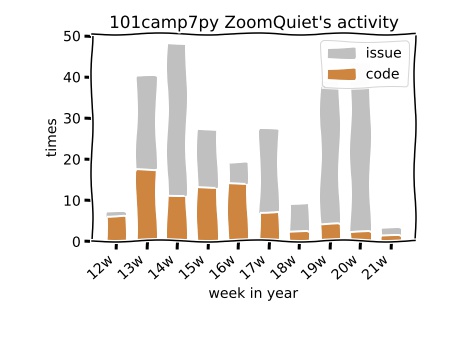 101camp7py ZoomQuiet's activity
issue
code
times
50
40
30
20
10
0
12w 13w 14w 15w 16w 17w 18w 19w 20w 21w
week in year